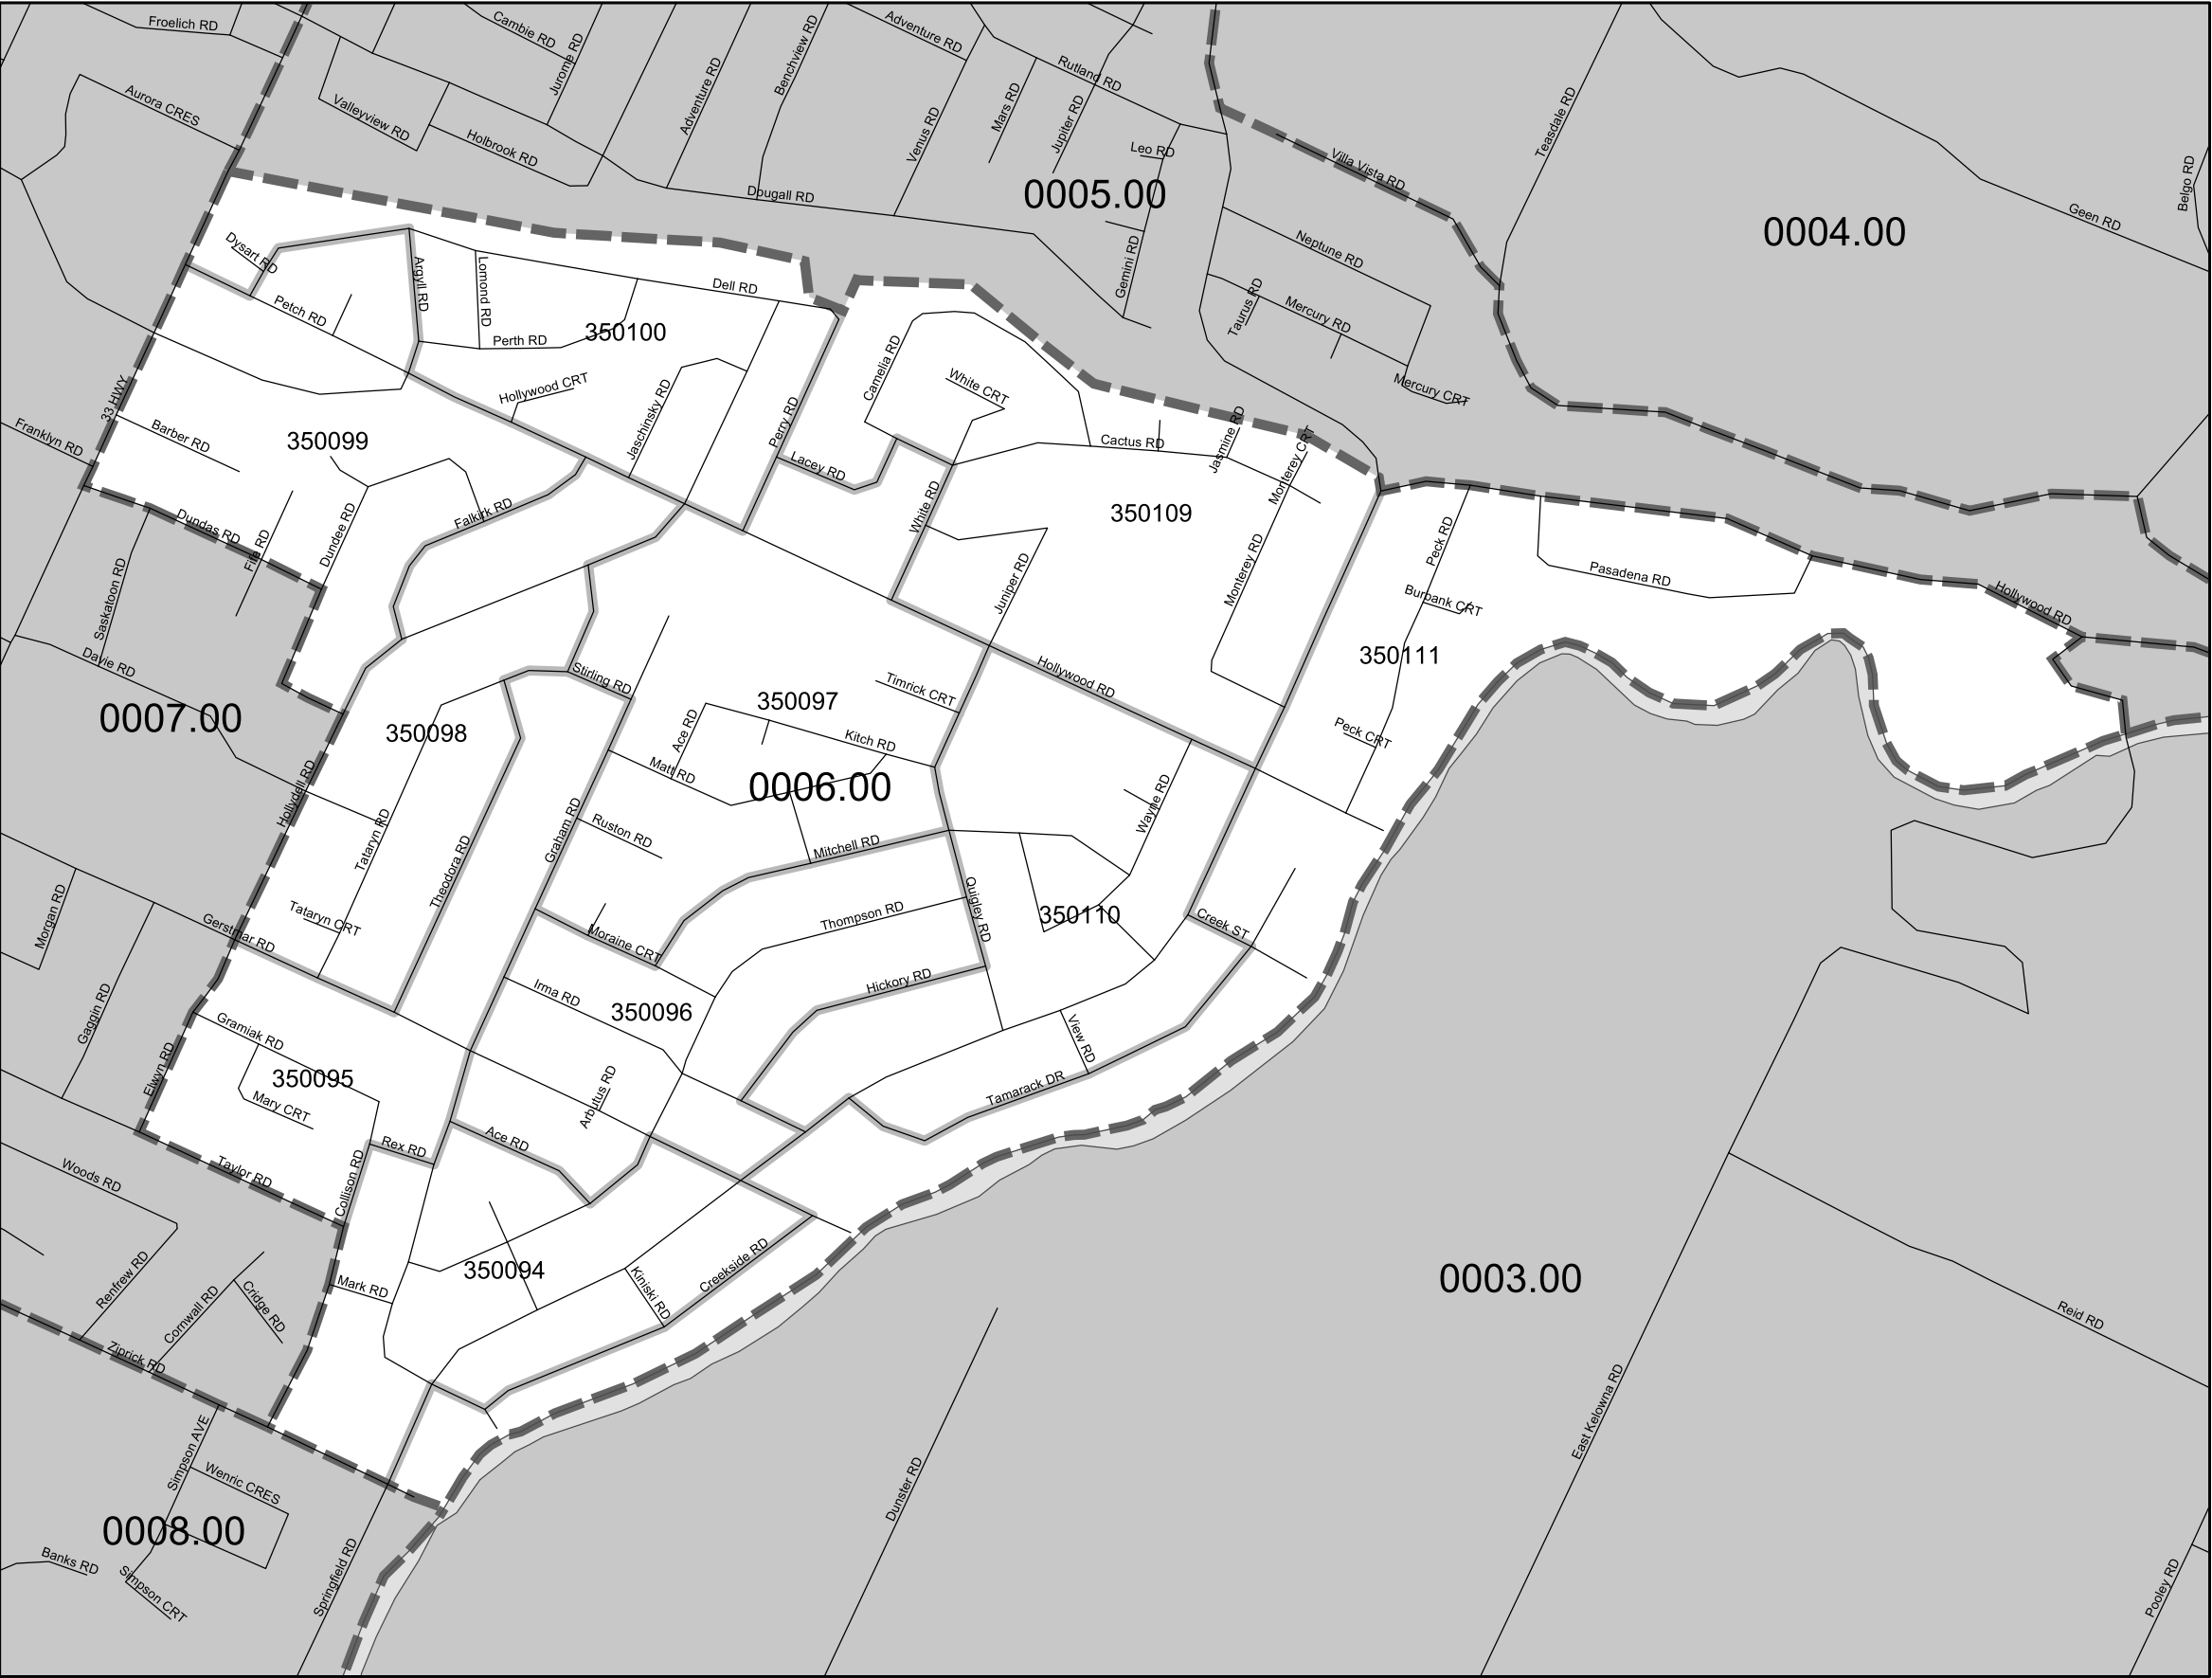 Froelich RD
Cambie RD
Jurome RD
Benchview RD
Adventure RD
Adventure RD
Rutland RD
Mars RD
Jupiter RD
Venus RD
Teasdale RD
Aurora CRES
Valleyview RD
Holbrook RD
Leo RD
Villa Vista RD
Belgo RD
Dougall RD
0005.00
0004.00
Geen RD
Dysart RD
Argyll RD
Lomond RD
Dell RD
Gemini RD
Neptune RD
Petch RD
Perth RD
350100
Taurus RD
Mercury RD
Mercury CRT
Camelia RD
White CRT
Hollywood CRT
Jaschinsky RD
Perry RD
33 HWY
Franklyn RD
Barber RD
350099
Lacey RD
Cactus RD
Jasmine RD
Monterey CRT
Falkirk RD
White RD
350109
Dundas RD
Fife RD
Dundee RD
Peck RD
Pasadena RD
Saskatoon RD
Juniper RD
Monterey RD
Burbank CRT
Hollywood RD
Davie RD
350111
Stirling RD
Timrick CRT
Hollywood RD
0007.00
350098
350097
Ace RD
Kitch RD
Peck CRT
Matt RD
0006.00
Hollydell RD
Tataryn RD
Theodora RD
Graham RD
Ruston RD
Mitchell RD
Wayne RD
Morgan RD
Gerstmar RD
Tataryn CRT
Moraine CRT
Thompson RD
Quigley RD
350110
Creek ST
Gaggin RD
Irma RD
350096
Hickory RD
Gramiak RD
View RD
Elwyn RD
350095
Mary CRT
Arbutus RD
Tamarack DR
Rex RD
Ace RD
Woods RD
Taylor RD
Collison RD
Renfrew RD
Cornwall RD
Cridge RD
Mark RD
350094
Kiniski RD
Creekside RD
0003.00
Reid RD
Ziprick RD
East Kelowna RD
Simpson AVE
Wenric CRES
Dunster RD
0008.00
Banks RD
Simpson CRT
Springfield RD
Pooley RD